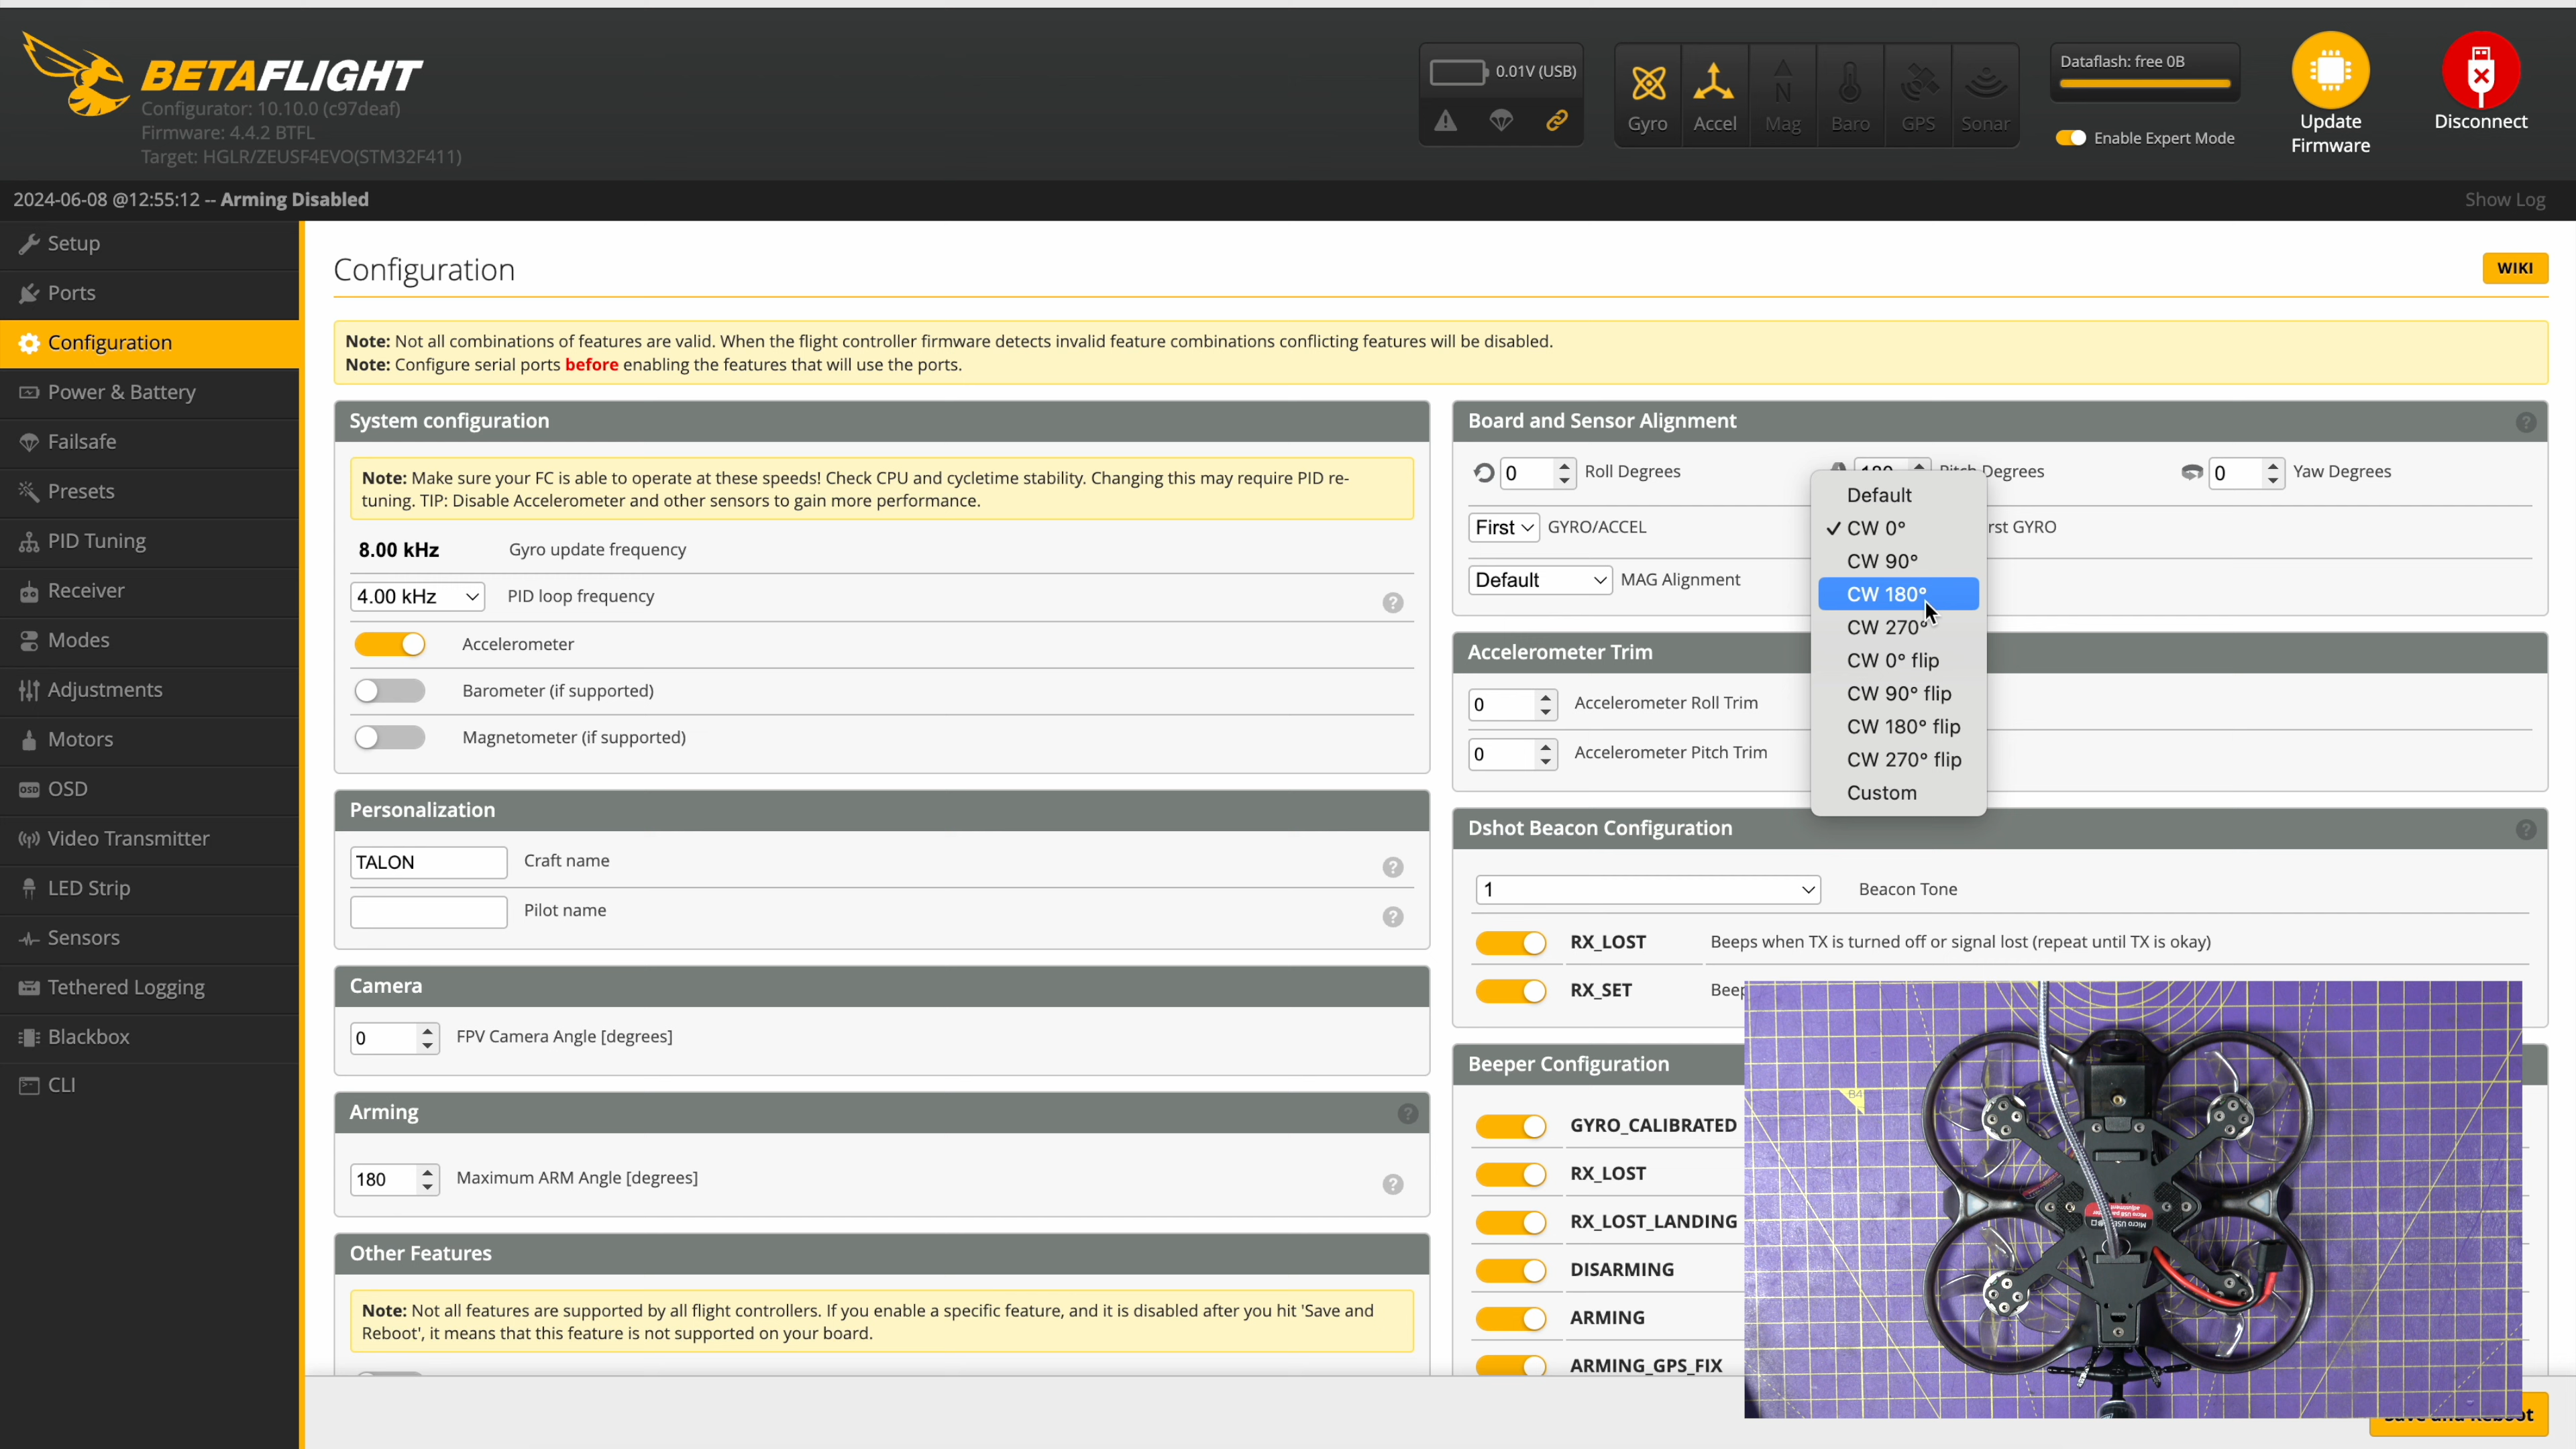 BETAFLIGHT
Configurator: 10.10.0 (c97deaf)
Firmware: 4.4.2 BTFL
Target: HGLR/ZEUSF4EVO(STM32F411)
0.01V (USB)
Gyro
Accel
Mag
Baro
GPS
Sonar
Dataflash: free 0B
Enable Expert Mode
Update
Firmware
Disconnect
2024-06-08 @12:55:12 -- Arming Disabled
Show Log
Setup
Ports
Configuration
Power & Battery
Failsafe
Presets
PID Tuning
Receiver
Modes
Adjustments
Motors
OSD
Video Transmitter
LED Strip
Sensors
Tethered Logging
Blackbox
CLI
Configuration
WIKI
Note: Not all combinations of features are valid. When the flight controller firmware detects invalid feature combinations conflicting features will be disabled.
Note: Configure serial ports before enabling the features that will use the ports.
System configuration
Note: Make sure your FC is able to operate at these speeds! Check CPU and cycletime stability. Changing this may require PID re-
tuning. TIP: Disable Accelerometer and other sensors to gain more performance.
8.00 kHz Gyro update frequency
4.00 kHz PID loop frequency
Accelerometer
Barometer (if supported)
Magnetometer (if supported)
Personalization
TALON Craft name
Pilot name
Camera
0 FPV Camera Angle [degrees]
Arming
180 Maximum ARM Angle [degrees]
Other Features
Note: Not all features are supported by all flight controllers. If you enable a specific feature, and it is disabled after you hit 'Save and
Reboot', it means that this feature is not supported on your board.
Board and Sensor Alignment
0 Roll Degrees
180 Pitch Degrees
0 Yaw Degrees
First GYRO/ACCEL
rst GYRO
Default MAG Alignment
Default
CW 0°
CW 90°
CW 180°
CW 270°
CW 0° flip
CW 90° flip
CW 180° flip
CW 270° flip
Custom
Accelerometer Trim
0 Accelerometer Roll Trim
0 Accelerometer Pitch Trim
Dshot Beacon Configuration
1 Beacon Tone
RX_LOST Beeps when TX is turned off or signal lost (repeat until TX is okay)
RX_SET Beep
Beeper Configuration
GYRO_CALIBRATED
RX_LOST
RX_LOST_LANDING
DISARMING
ARMING
ARMING_GPS_FIX
Save and Reboot